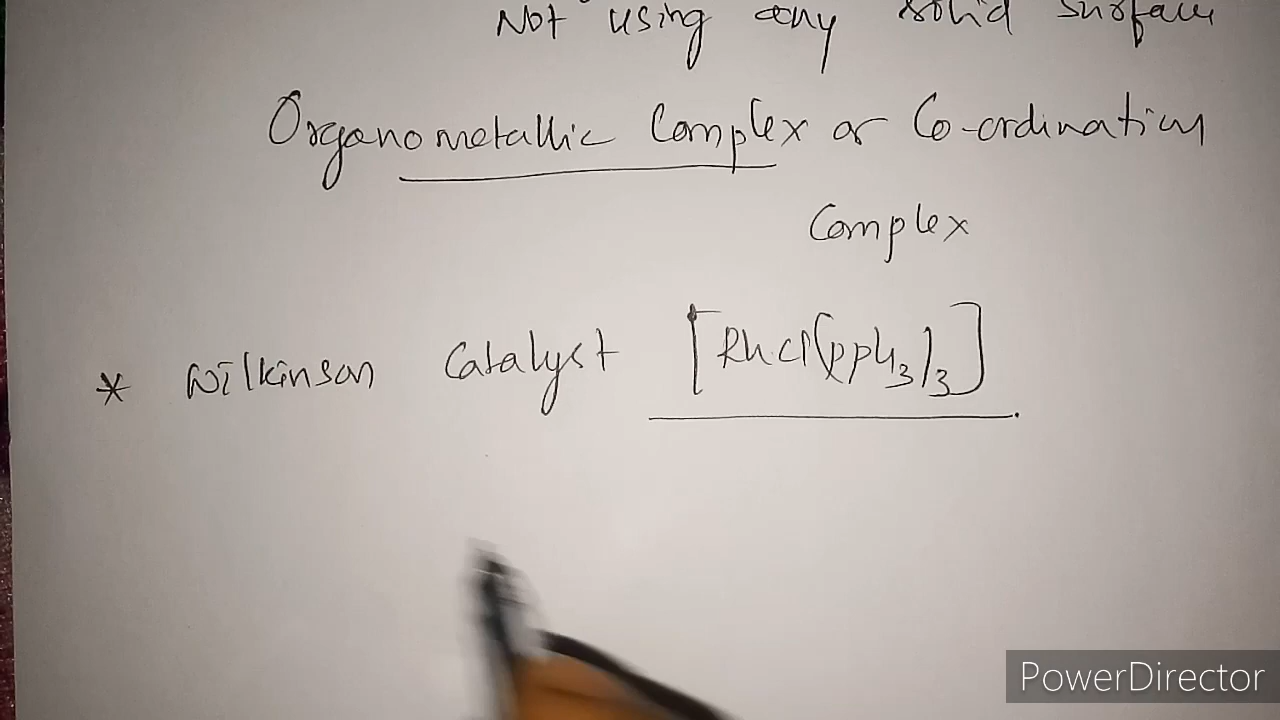 Not using any solid surface
Organometallic Complex or Co-ordination
Complex
* Wilkinson Catalyst [RhCl(PPh3)3]
PowerDirector